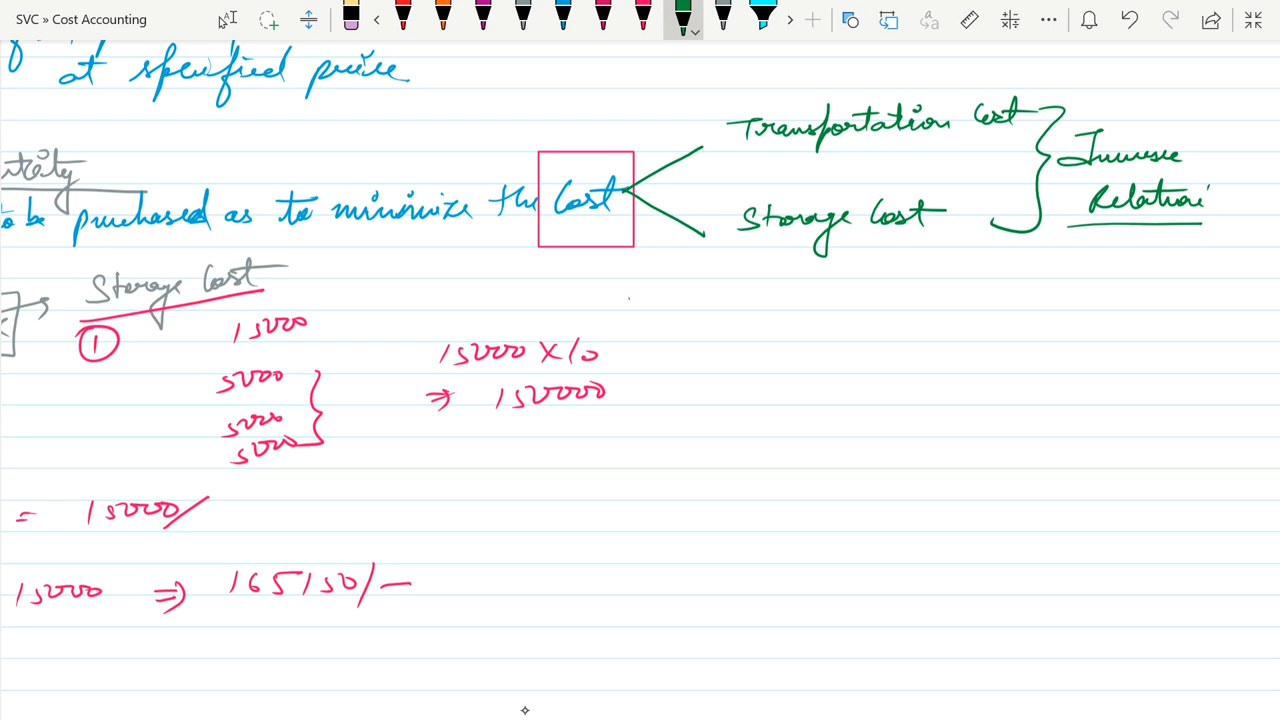 SVC » Cost Accounting
at specified price
Transportation Cost
Inverse
Relation
ntity
to be purchased as to minimize the Cost
Storage Cost
Storage Cost
1
15000
15000 X 10
5000
⇒ 150000
5000
5000
= 15000/
15000 ⇒ 165150/-